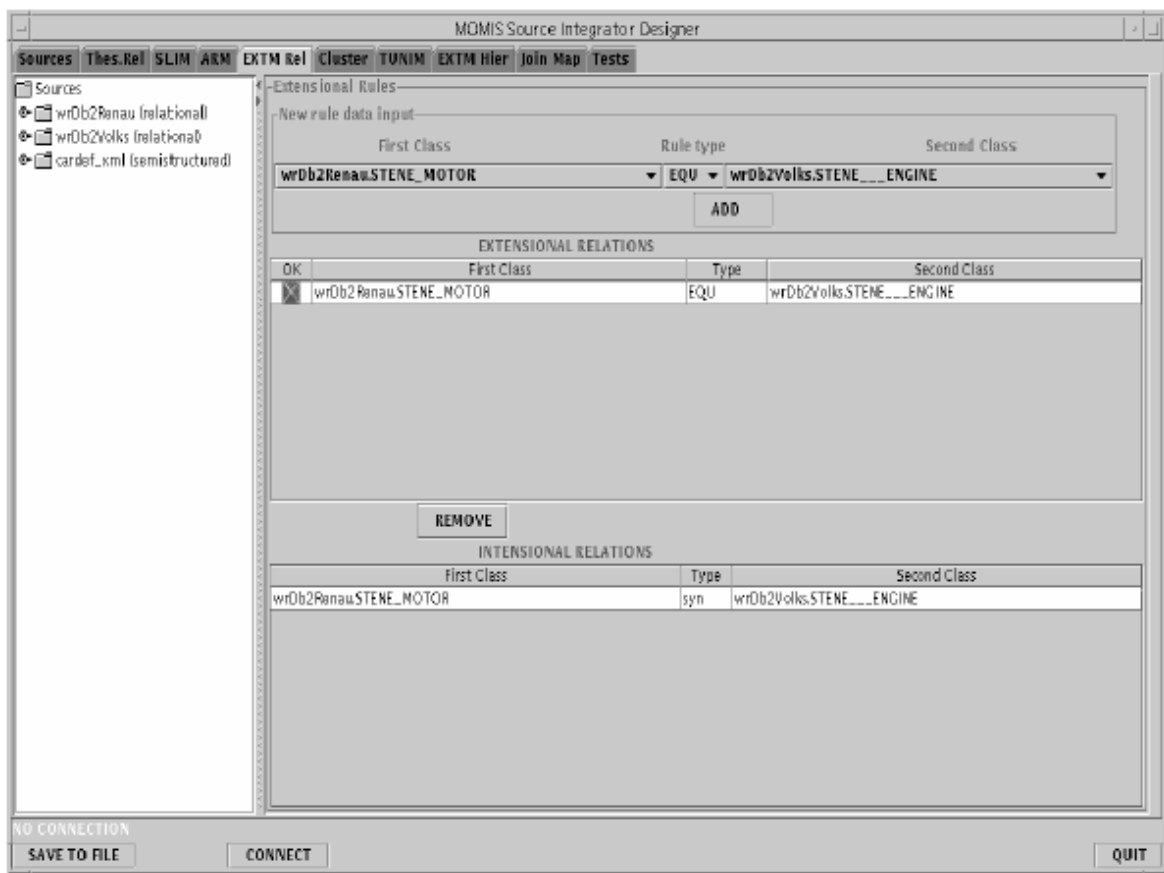 MOMIS Source Integrator Designer
Sources Thes.Rel SLIM ARM EXTM Rel Cluster TUNIM EXTM Hier Join Map Tests
Sources
wrDb2Renau (relational)
wrDb2Volks (relational)
cardef_xml (semistructured)
Extensional Rules
New rule data input
First Class Rule type Second Class
wrDb2Renau.STENE_MOTOR EQU wrDb2Volks.STENE___ENGINE
ADD
EXTENSIONAL RELATIONS
OK First Class Type Second Class
wrDb2Renau.STENE_MOTOR EQU wrDb2Volks.STENE___ENGINE
REMOVE
INTENSIONAL RELATIONS
First Class Type Second Class
wrDb2Renau.STENE_MOTOR syn wrDb2Volks.STENE___ENGINE
NO CONNECTION
SAVE TO FILE CONNECT QUIT